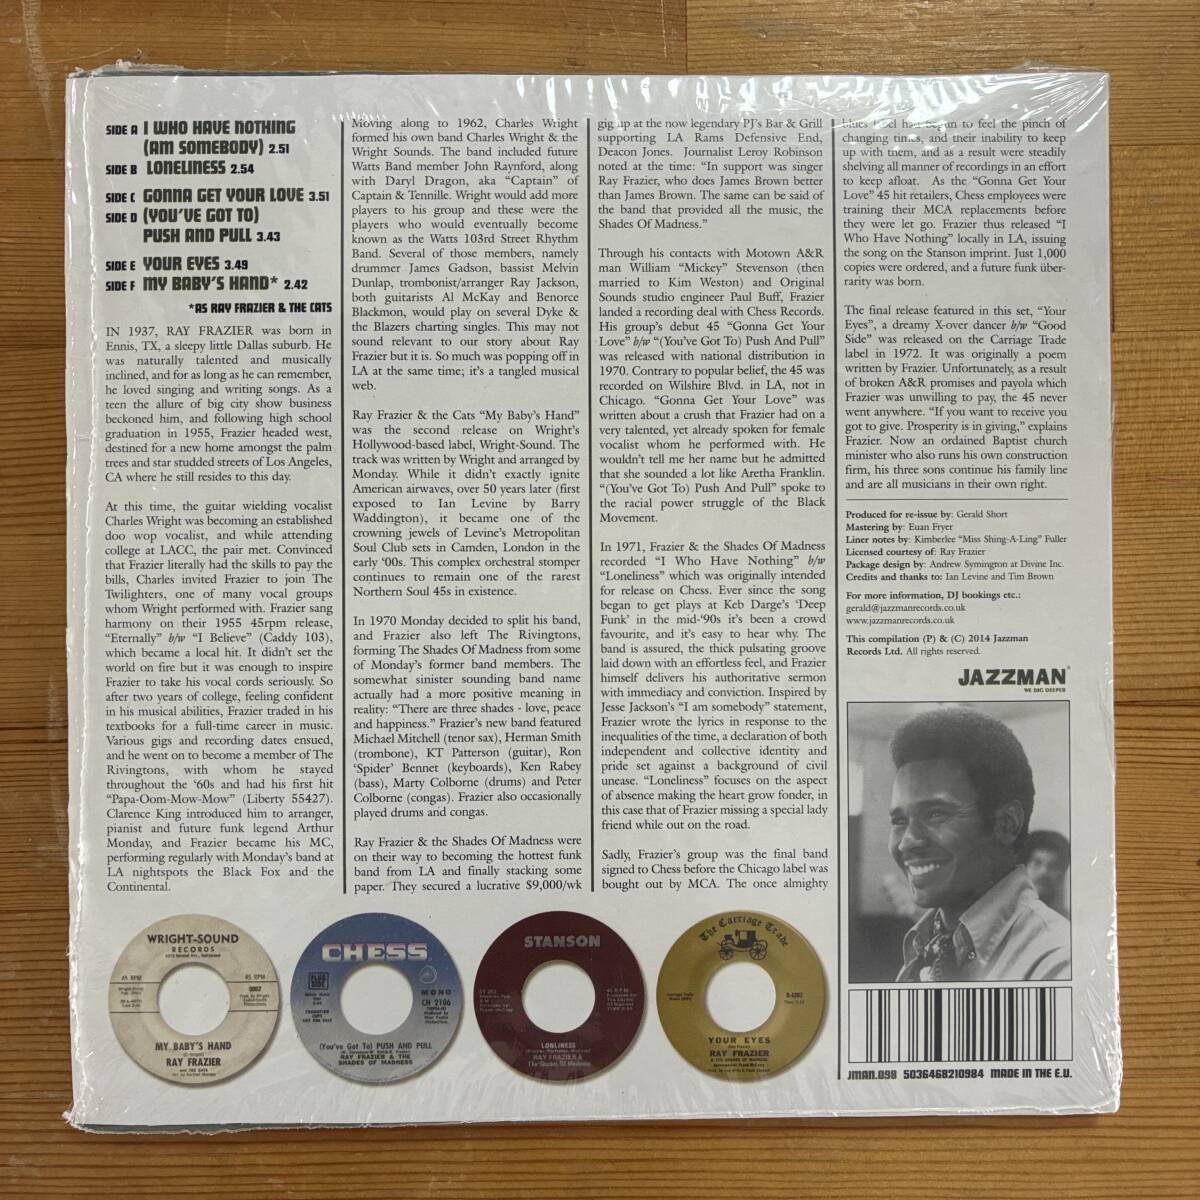 SIDE A I WHO HAVE NOTHING
(AM SOMEBODY) 2.51
SIDE B LONELINESS 2.54
SIDE C GONNA GET YOUR LOVE 3.51
SIDE D (YOU'VE GOT TO)
PUSH AND PULL 3.43
SIDE E YOUR EYES 3.49
SIDE F MY BABY'S HAND* 2.42
*AS RAY FRAZIER & THE CATS
IN 1937, RAY FRAZIER was born in
Ennis, TX, a sleepy little Dallas suburb. He
was naturally talented and musically
inclined, and for as long as he can remember,
he loved singing and writing songs. As a
teen the allure of big city show business
beckoned him, and following high school
graduation in 1955, Frazier headed west,
destined for a new home amongst the palm
trees and star studded streets of Los Angeles,
CA where he still resides to this day.
At this time, the guitar wielding vocalist
Charles Wright was becoming an established
doo wop vocalist, and while attending
college at LACC, the pair met. Convinced
that Frazier literally had the skills to pay the
bills, Charles invited Frazier to join The
Twilighters, one of many vocal groups
whom Wright performed with. Frazier sang
harmony on their 1955 45rpm release,
"Eternally" b/w "I Believe" (Caddy 103),
which became a local hit. It didn't set the
world on fire but it was enough to inspire
Frazier to take his vocal cords seriously. So
after two years of college, feeling confident
in his musical abilities, Frazier traded in his
textbooks for a full-time career in music.
Various gigs and recording dates ensued,
and he went on to become a member of The
Rivingtons, with whom he stayed
throughout the '60s and had his first hit
"Papa-Oom-Mow-Mow" (Liberty 55427).
Clarence King introduced him to arranger,
pianist and future funk legend Arthur
Monday, and Frazier became his MC,
performing regularly with Monday's band at
LA nightspots the Black Fox and the
Continental.
Moving along to 1962, Charles Wright
formed his own band Charles Wright & the
Wright Sounds. The band included future
Watts Band member John Raynford, along
with Daryl Dragon, aka "Captain" of
Captain & Tennille. Wright would add more
players to his group and these were the
players who would eventually become
known as the Watts 103rd Street Rhythm
Band. Several of those members, namely
drummer James Gadson, bassist Melvin
Dunlap, trombonist/arranger Ray Jackson,
both guitarists Al McKay and Benorce
Blackmon, would play on several Dyke &
the Blazers charting singles. This may not
sound relevant to our story about Ray
Frazier but it is. So much was popping off in
LA at the same time; it's a tangled musical
web.
Ray Frazier & the Cats "My Baby's Hand"
was the second release on Wright's
Hollywood-based label, Wright-Sound. The
track was written by Wright and arranged by
Monday. While it didn't exactly ignite
American airwaves, over 50 years later (first
exposed to Ian Levine by Barry
Waddington), it became one of the
crowning jewels of Levine's Metropolitan
Soul Club sets in Camden, London in the
early '00s. This complex orchestral stomper
continues to remain one of the rarest
Northern Soul 45s in existence.
In 1970 Monday decided to split his band,
and Frazier also left The Rivingtons,
forming The Shades Of Madness from some
of Monday's former band members. The
somewhat sinister sounding band name
actually had a more positive meaning in
reality: "There are three shades - love, peace
and happiness." Frazier's new band featured
Michael Mitchell (tenor sax), Herman Smith
(trombone), KT Patterson (guitar), Ron
'Spider' Bennet (keyboards), Ken Rabey
(bass), Marty Colborne (drums) and Peter
Colborne (congas). Frazier also occasionally
played drums and congas.
Ray Frazier & the Shades Of Madness were
on their way to becoming the hottest funk
band from LA and finally stacking some
paper. They secured a lucrative $9,000/wk
gig up at the now legendary PJ's Bar & Grill
supporting LA Rams Defensive End,
Deacon Jones. Journalist Leroy Robinson
noted at the time: "In support was singer
Ray Frazier, who does James Brown better
than James Brown. The same can be said of
the band that provided all the music, the
Shades Of Madness."
Through his contacts with Motown A&R
man William "Mickey" Stevenson (then
married to Kim Weston) and Original
Sounds studio engineer Paul Buff, Frazier
landed a recording deal with Chess Records.
His group's debut 45 "Gonna Get Your
Love" b/w "(You've Got To) Push And Pull"
was released with national distribution in
1970. Contrary to popular belief, the 45 was
recorded on Wilshire Blvd. in LA, not in
Chicago. "Gonna Get Your Love" was
written about a crush that Frazier had on a
very talented, yet already spoken for female
vocalist whom he performed with. He
wouldn't tell me her name but he admitted
that she sounded a lot like Aretha Franklin.
"(You've Got To) Push And Pull" spoke to
the racial power struggle of the Black
Movement.
In 1971, Frazier & the Shades Of Madness
recorded "I Who Have Nothing" b/w
"Loneliness" which was originally intended
for release on Chess. Ever since the song
began to get plays at Keb Darge's 'Deep
Funk' in the mid-'90s it's been a crowd
favourite, and it's easy to hear why. The
band is assured, the thick pulsating groove
laid down with an effortless feel, and Frazier
himself delivers his authoritative sermon
with immediacy and conviction. Inspired by
Jesse Jackson's "I am somebody" statement,
Frazier wrote the lyrics in response to the
inequalities of the time, a declaration of both
independent and collective identity and
pride set against a background of civil
unease. "Loneliness" focuses on the aspect
of absence making the heart grow fonder, in
this case that of Frazier missing a special lady
friend while out on the road.
Sadly, Frazier's group was the final band
signed to Chess before the Chicago label was
bought out by MCA. The once almighty
blues label had begun to feel the pinch of
changing times, and their inability to keep
up with them, and as a result were steadily
shelving all manner of recordings in an effort
to keep afloat. As the "Gonna Get Your
Love" 45 hit retailers, Chess employees were
training their MCA replacements before
they were let go. Frazier thus released "I
Who Have Nothing" locally in LA, issuing
the song on the Stanson imprint. Just 1,000
copies were ordered, and a future funk über-
rarity was born.
The final release featured in this set, "Your
Eyes", a dreamy X-over dancer b/w "Good
Side" was released on the Carriage Trade
label in 1972. It was originally a poem
written by Frazier. Unfortunately, as a result
of broken A&R promises and payola which
Frazier was unwilling to pay, the 45 never
went anywhere. "If you want to receive you
got to give. Prosperity is in giving," explains
Frazier. Now an ordained Baptist church
minister who also runs his own construction
firm, his three sons continue his family line
and are all musicians in their own right.
Produced for re-issue by: Gerald Short
Mastering by: Euan Fryer
Liner notes by: Kimberlee "Miss Shing-A-Ling" Fuller
Licensed courtesy of: Ray Frazier
Package design by: Andrew Symington at Divine Inc.
Credits and thanks to: Ian Levine and Tim Brown
For more information, DJ bookings etc.:
gerald@jazzmanrecords.co.uk
www.jazzmanrecords.co.uk
This compilation (P) & (C) 2014 Jazzman
Records Ltd. All rights reserved.
JAZZMAN
WE DIG DEEPER
WRIGHT-SOUND
RECORDS
45 RPM
45 RPM
0002
MY BABY'S HAND
RAY FRAZIER
AND THE CATS
CHESS
MONO
CH 2106
(You've Got To) PUSH AND PULL
RAY FRAZIER & THE
SHADES OF MADNESS
STANSON
LONLINESS
RAY FRAZIER &
The Shades Of Madness
The Carriage Trade
YOUR EYES
RAY FRAZIER
JMAN.098 5036468210984 MADE IN THE E.U.